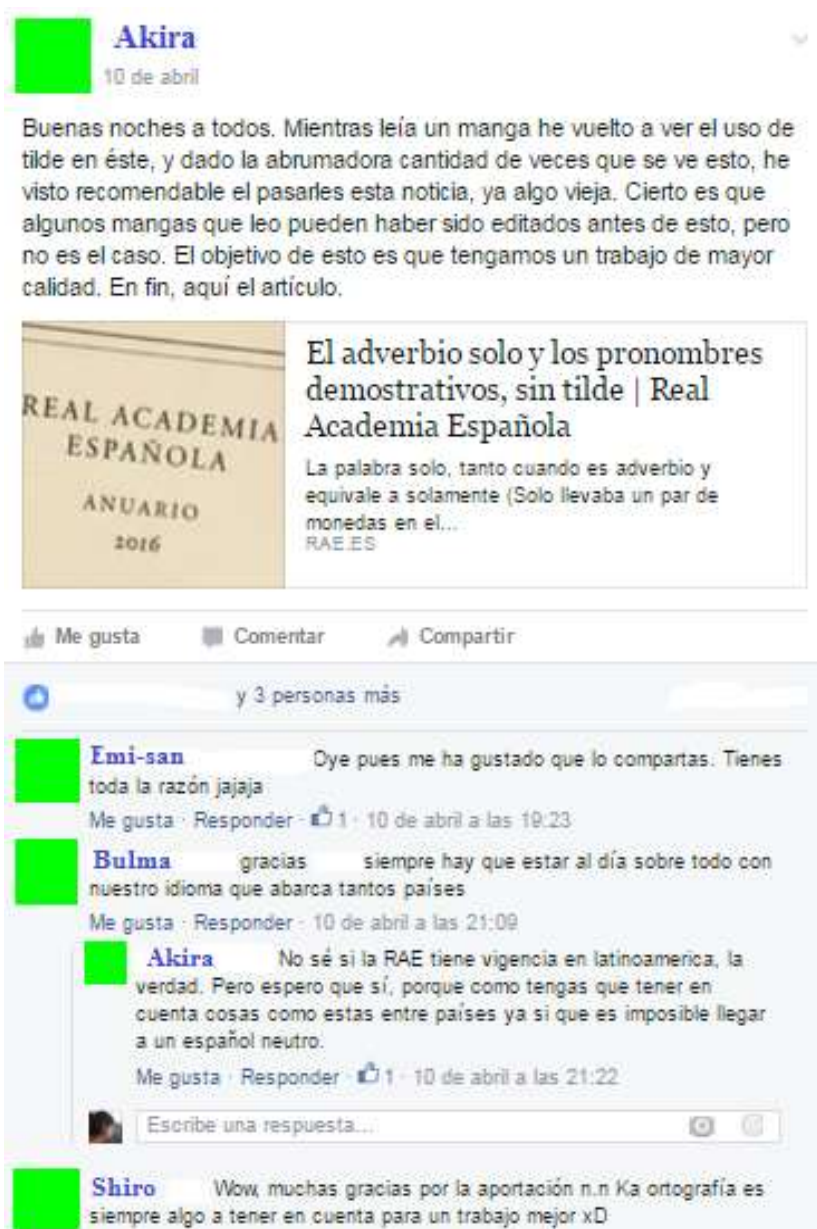 Akira
10 de abril
Buenas noches a todos. Mientras leía un manga he vuelto a ver el uso de
tilde en éste, y dado la abrumadora cantidad de veces que se ve esto, he
visto recomendable el pasarles esta noticia, ya algo vieja. Cierto es que
algunos mangas que leo pueden haber sido editados antes de esto, pero
no es el caso. El objetivo de esto es que tengamos un trabajo de mayor
calidad. En fin, aquí el artículo.
REAL ACADEMIA
ESPAÑOLA
ANUARIO
2016
El adverbio solo y los pronombres
demostrativos, sin tilde | Real
Academia Española
La palabra solo, tanto cuando es adverbio y
equivale a solamente (Solo llevaba un par de
monedas en el...
RAE.ES
Me gusta Comentar Compartir
y 3 personas más
Emi-san Oye pues me ha gustado que lo compartas. Tienes
toda la razón jajaja
Me gusta · Responder · 1 · 10 de abril a las 19:23
Bulma gracias siempre hay que estar al día sobre todo con
nuestro idioma que abarca tantos países
Me gusta · Responder · 10 de abril a las 21:09
Akira No sé si la RAE tiene vigencia en latinoamerica, la
verdad. Pero espero que sí, porque como tengas que tener en
cuenta cosas como estas entre países ya si que es imposible llegar
a un español neutro.
Me gusta · Responder · 1 · 10 de abril a las 21:22
Escribe una respuesta...
Shiro Wow, muchas gracias por la aportación n.n Ka ortografía es
siempre algo a tener en cuenta para un trabajo mejor xD